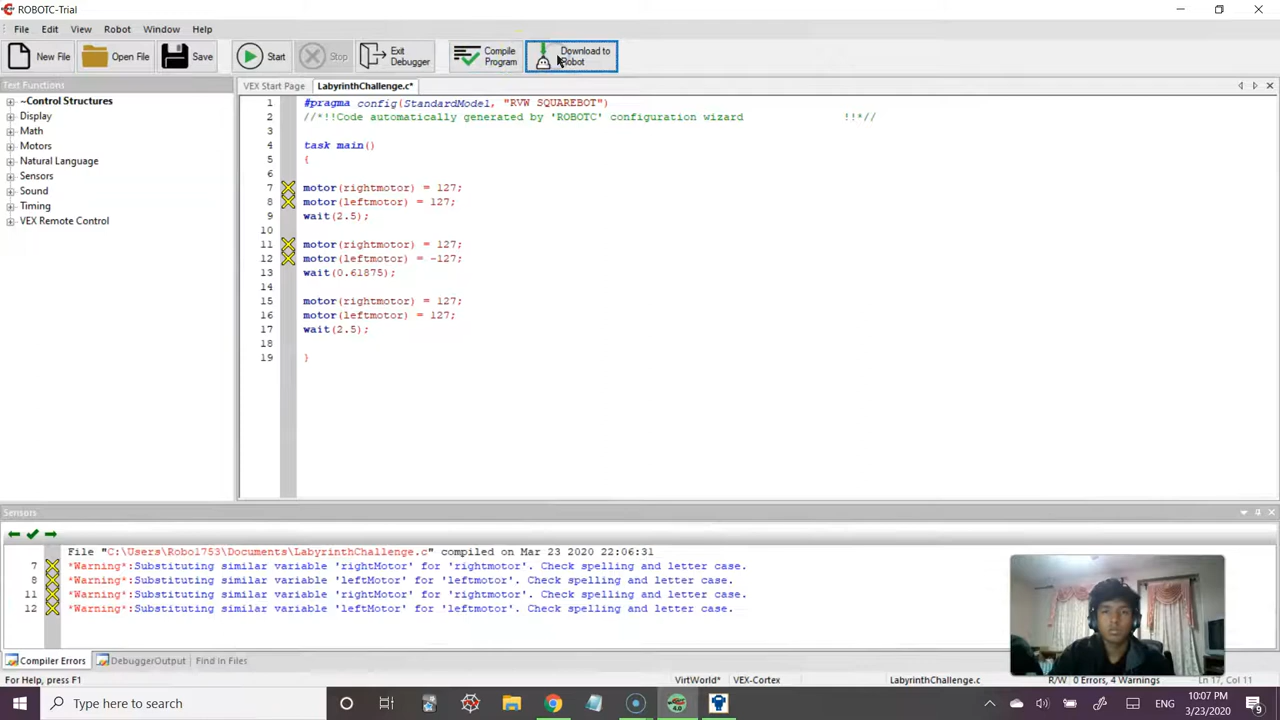 ROBOTC-Trial
File Edit View Robot Window Help
New File Open File Save Start Stop Exit Debugger Compile Program Download to Robot
Text Functions
~Control Structures
Display
Math
Motors
Natural Language
Sensors
Sound
Timing
VEX Remote Control
VEX Start Page LabyrinthChallenge.c*
1 #pragma config(StandardModel, "RVW SQUAREBOT")
2 //*!!Code automatically generated by 'ROBOTC' configuration wizard !!*//
3
4 task main()
5 {
6
7 motor(rightmotor) = 127;
8 motor(leftmotor) = 127;
9 wait(2.5);
10
11 motor(rightmotor) = 127;
12 motor(leftmotor) = -127;
13 wait(0.61875);
14
15 motor(rightmotor) = 127;
16 motor(leftmotor) = 127;
17 wait(2.5);
18
19 }
Sensors
File "C:\Users\Robo1753\Documents\LabyrinthChallenge.c" compiled on Mar 23 2020 22:06:31
7 *Warning*:Substituting similar variable 'rightMotor' for 'rightmotor'. Check spelling and letter case.
8 *Warning*:Substituting similar variable 'leftMotor' for 'leftmotor'. Check spelling and letter case.
11 *Warning*:Substituting similar variable 'rightMotor' for 'rightmotor'. Check spelling and letter case.
12 *Warning*:Substituting similar variable 'leftMotor' for 'leftmotor'. Check spelling and letter case.
Compiler Errors DebuggerOutput Find in Files
For Help, press F1 VirtWorld* VEX-Cortex LabyrinthChallenge.c R/W 0 Errors, 4 Warnings Ln 17, Col 11
Type here to search
ENG
10:07 PM
3/23/2020